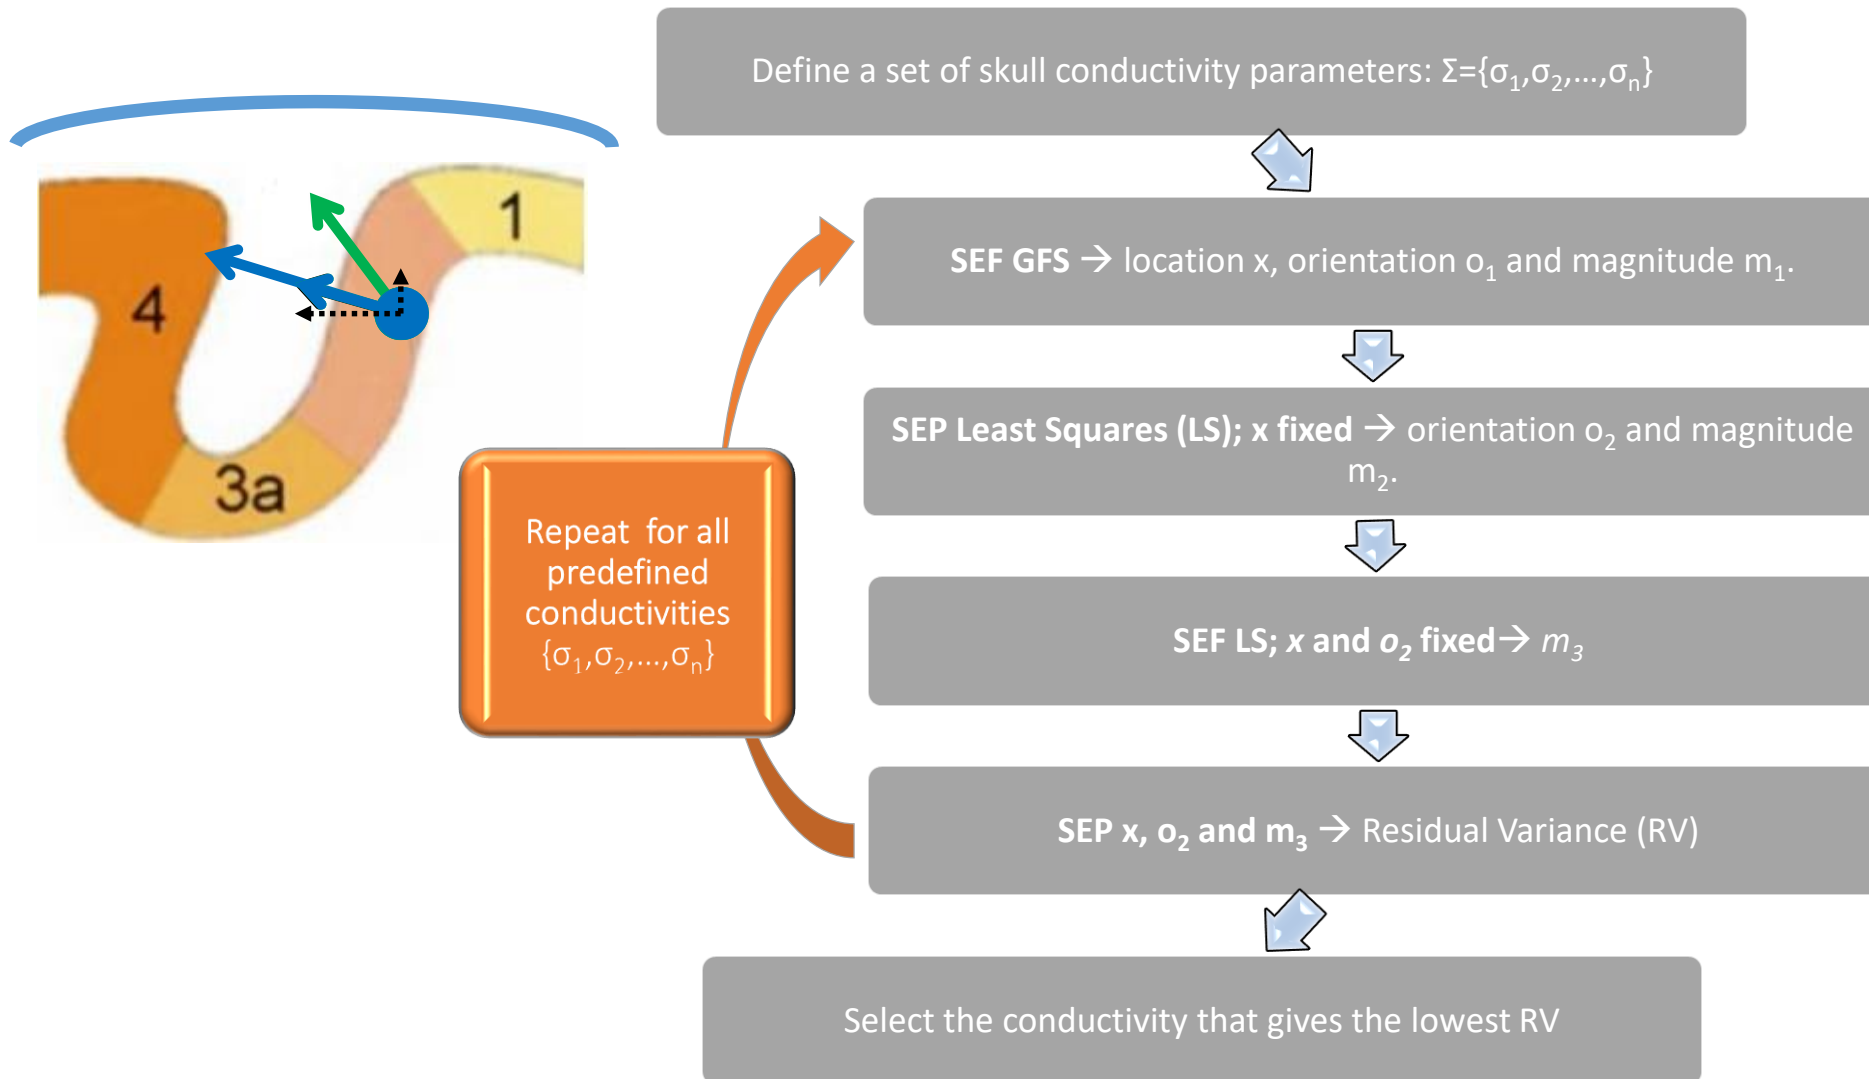 Define a set of skull conductivity parameters: Σ={σ₁,σ₂,...,σₙ}
1
4
3a
SEF GFS → location x, orientation o₁ and magnitude m₁.
SEP Least Squares (LS); x fixed → orientation o₂ and magnitude
m₂.
Repeat for all
predefined
conductivities
{σ₁,σ₂,...,σₙ}
SEF LS; x and o₂ fixed→ m₃
SEP x, o₂ and m₃ → Residual Variance (RV)
Select the conductivity that gives the lowest RV